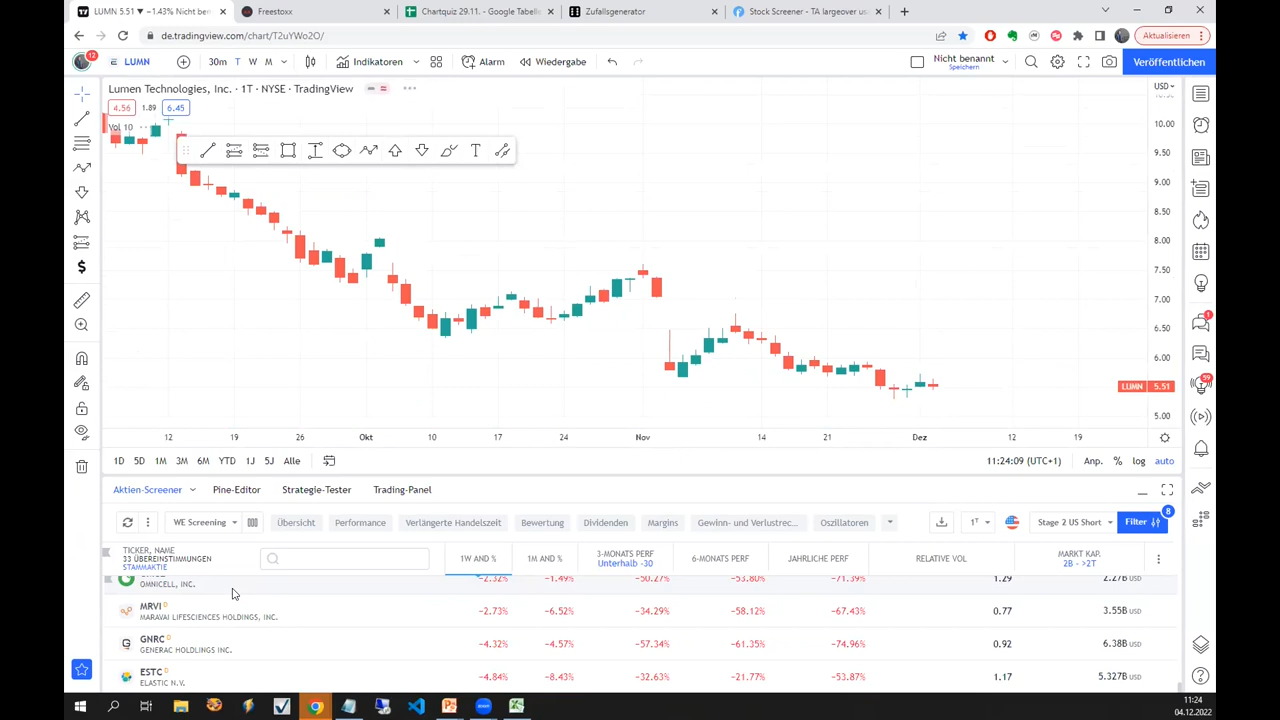 LUMN 5.51 ▼ −1.43% Nicht ben
Freestoxx
Chartquiz 29.11. - Google Tabelle
Zufallsgenerator
Stock Screener - TA largeover us
de.tradingview.com/chart/T2uYWo2O/
Aktualisieren
12
LUMN
30m T W M
Indikatoren
Alarm
Wiedergabe
Nicht benannt
Speichern
Veröffentlichen
Lumen Technologies, Inc. · 1T · NYSE · TradingView
USD
4.56 1.89 6.45
Vol 10
10.00
9.50
9.00
8.50
8.00
7.50
7.00
6.50
6.00
LUMN 5.51
5.00
12 19 26 Okt 10 17 24 Nov 14 21 Dez 12 19
1D 5D 1M 3M 6M YTD 1J 5J Alle
11:24:09 (UTC+1) Anp. % log auto
Aktien-Screener Pine-Editor Strategie-Tester Trading-Panel
WE Screening Übersicht Performance Verlängerte Handelszeit Bewertung Dividenden Margins Gewinn- und Verlustrec... Oszillatoren
1T
Stage 2 US Short
Filter
8
TICKER, NAME
33 ÜBEREINSTIMMUNGEN
STAMMAKTIE
1W AND %
1M AND %
3-MONATS PERF
Unterhalb -30
6-MONATS PERF
JAHRLICHE PERF
RELATIVE VOL
MARKT KAP.
2B - >2T
OMNICELL, INC.
−2.32% −1.49% −50.27% −53.80% −71.39% 1.29 2.27B USD
MRVI D
MARAVAI LIFESCIENCES HOLDINGS, INC.
−2.73% −6.52% −34.29% −58.12% −67.43% 0.77 3.55B USD
GNRC D
GENERAC HOLDLINGS INC.
−4.32% −4.57% −57.34% −61.35% −74.96% 0.92 6.38B USD
ESTC D
ELASTIC N.V.
−4.84% −8.43% −32.63% −21.77% −53.87% 1.17 5.327B USD
1
59
11:24
04.12.2022